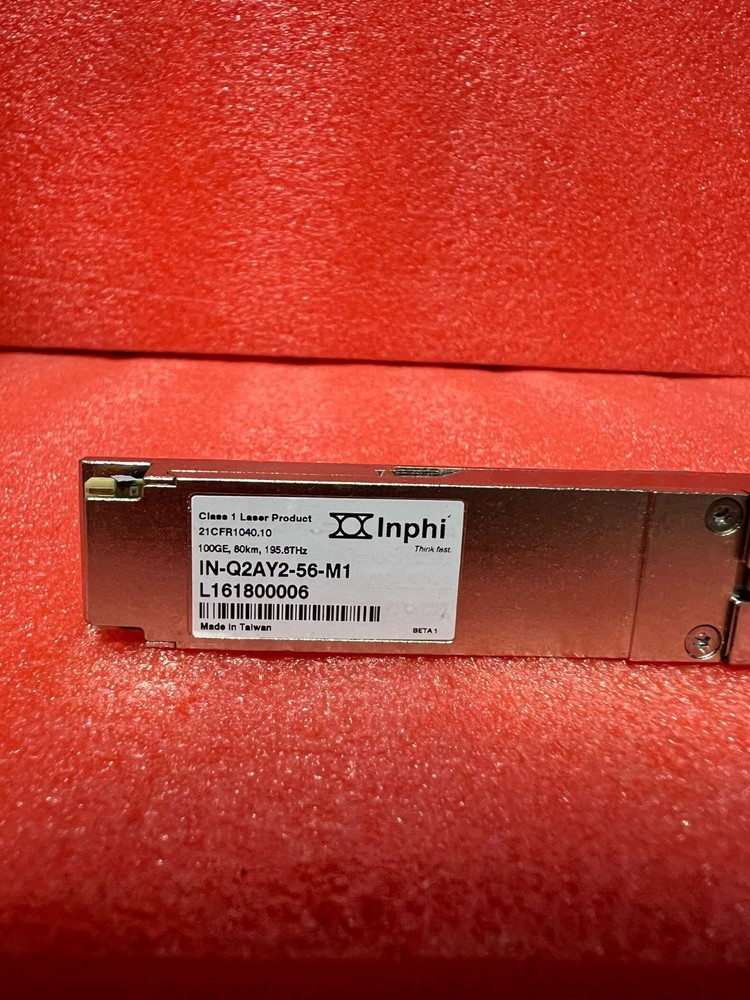 Class 1 Laser Product
21CFR1040.10
Inphi
Think fast.
100GE, 80km, 195.6THz
IN-Q2AY2-56-M1
L161800006
Made in Taiwan
BETA 1